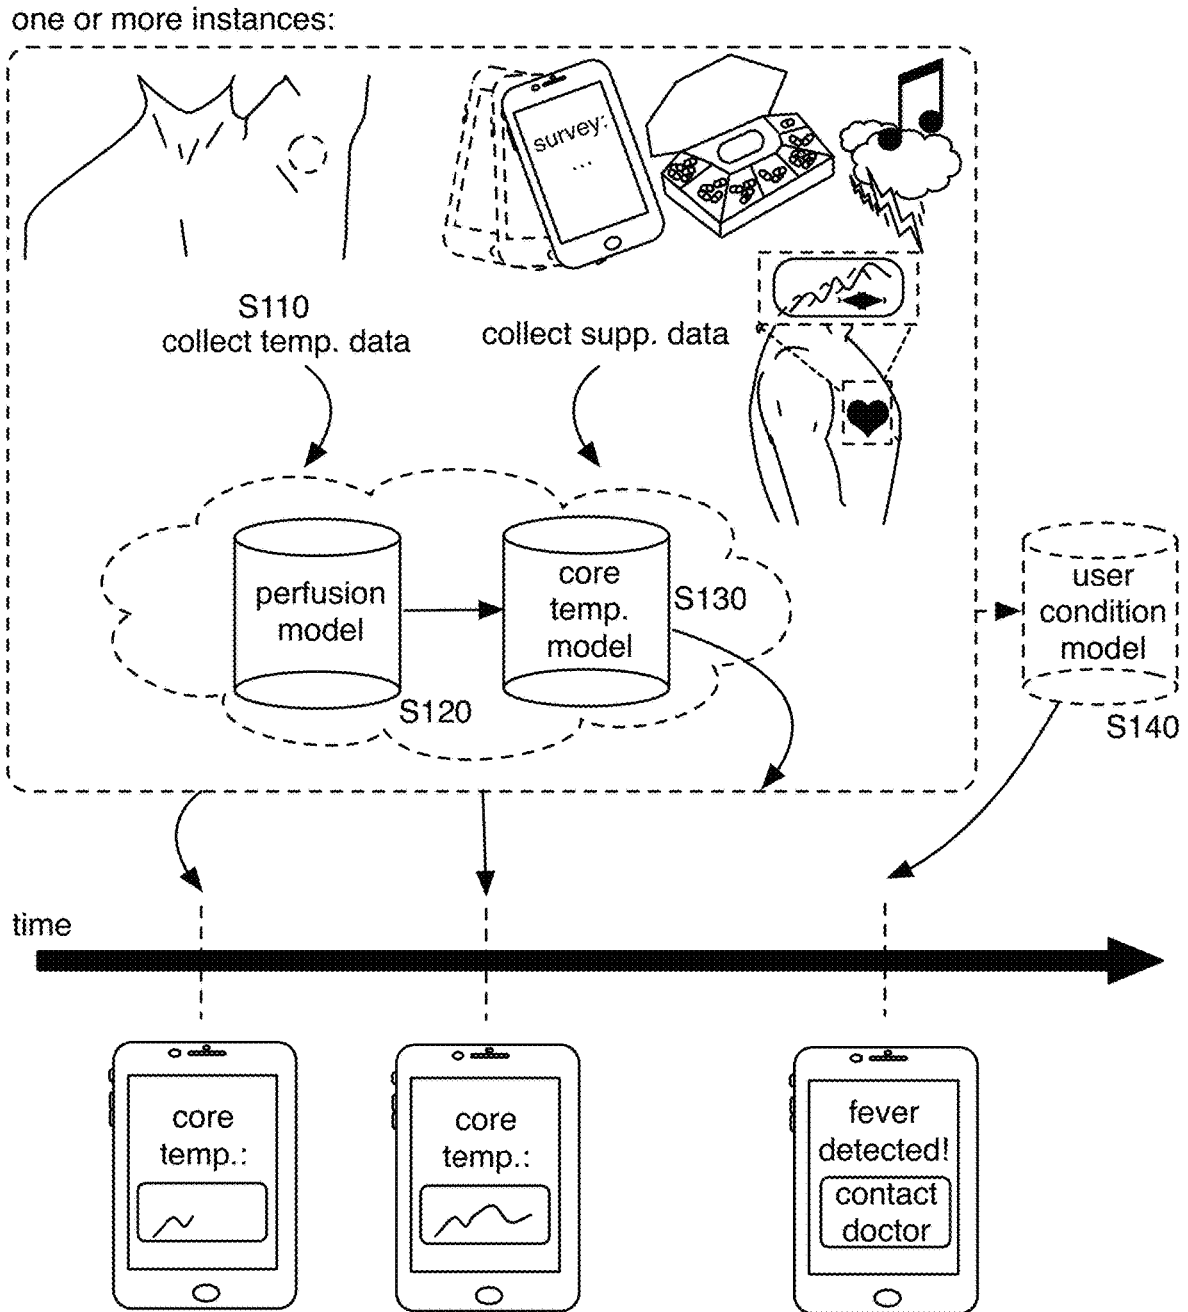 one or more instances:
survey:
...
S110
collect temp. data
collect supp. data
perfusion
model
S120
core
temp.
model
S130
user
condition
model
S140
time
core
temp.:
core
temp.:
fever
detected!
contact
doctor